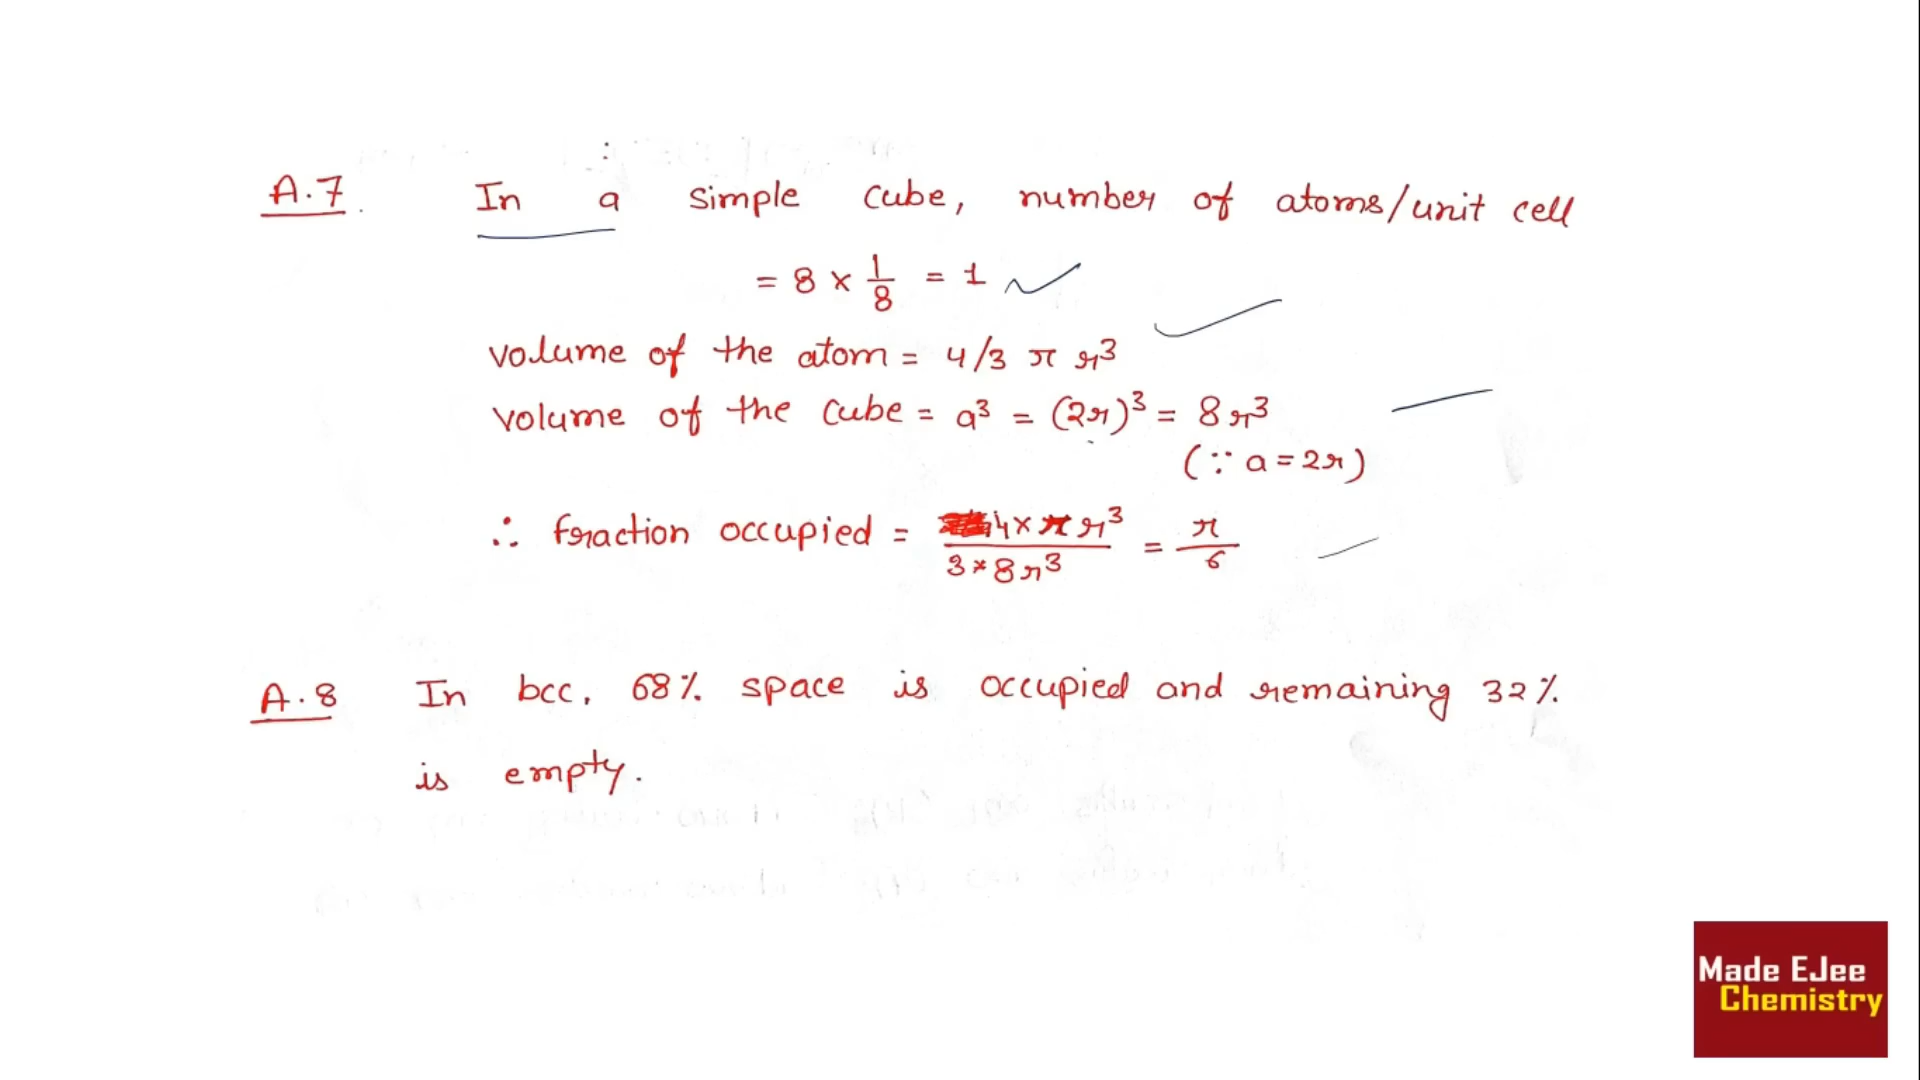 A.7. In a simple cube, number of atoms/unit cell
= 8 × 1/8 = 1
volume of the atom = 4/3 π r³
volume of the cube = a³ = (2r)³ = 8r³
(∵ a = 2r)
∴ fraction occupied = 4×π r³ / 3×8r³ = π/6
A.8 In bcc, 68% space is occupied and remaining 32%
is empty.
Made EJee
Chemistry